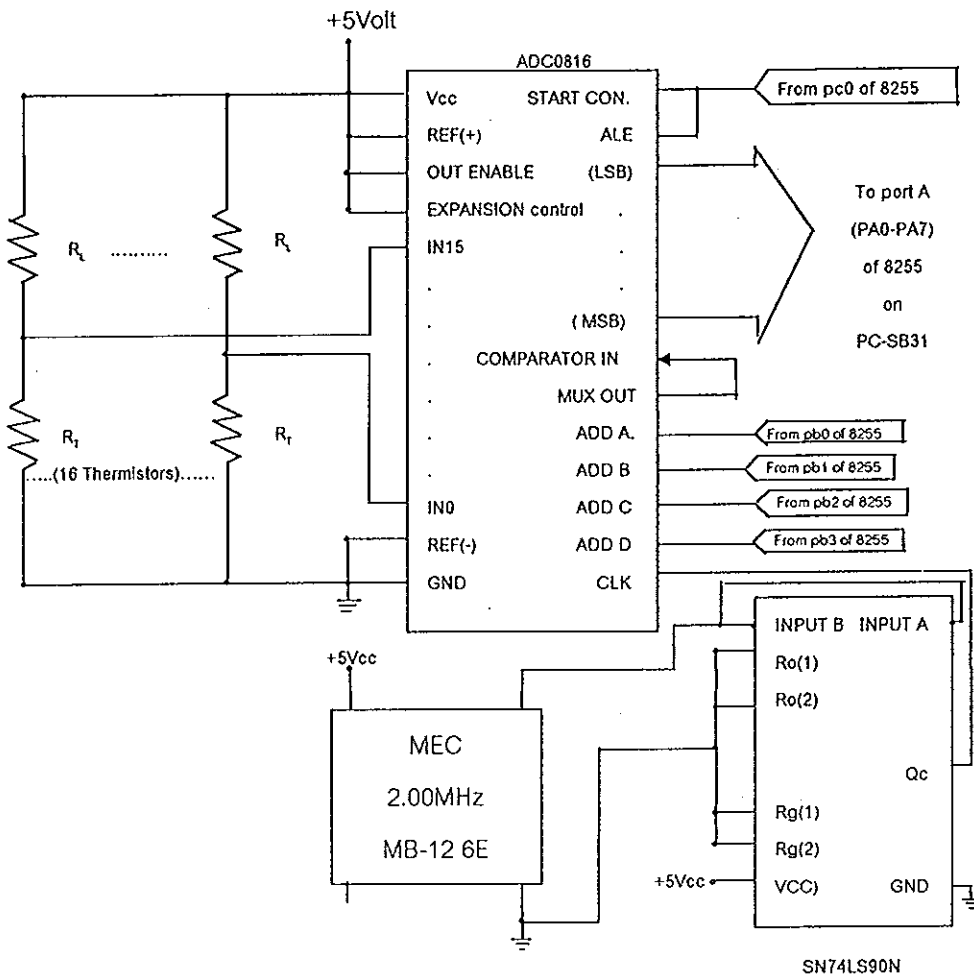 +5Volt
ADC0816
Vcc
START CON.
From pc0 of 8255
REF(+)
ALE
OUT ENABLE
(LSB)
EXPANSION control
To port A
(PA0-PA7)
of 8255
on
PC-SB31
IN15
( MSB)
COMPARATOR IN
MUX OUT
ADD A.
From pb0 of 8255
ADD B
From pb1 of 8255
IN0
ADD C
From pb2 of 8255
REF(-)
ADD D
From pb3 of 8255
GND
CLK
.........
RT
RT
.....(16 Thermistors)......
+5Vcc
MEC
2.00MHz
MB-12 6E
INPUT B
INPUT A
Ro(1)
Ro(2)
Qc
Rg(1)
Rg(2)
+5Vcc
VCC)
GND
SN74LS90N